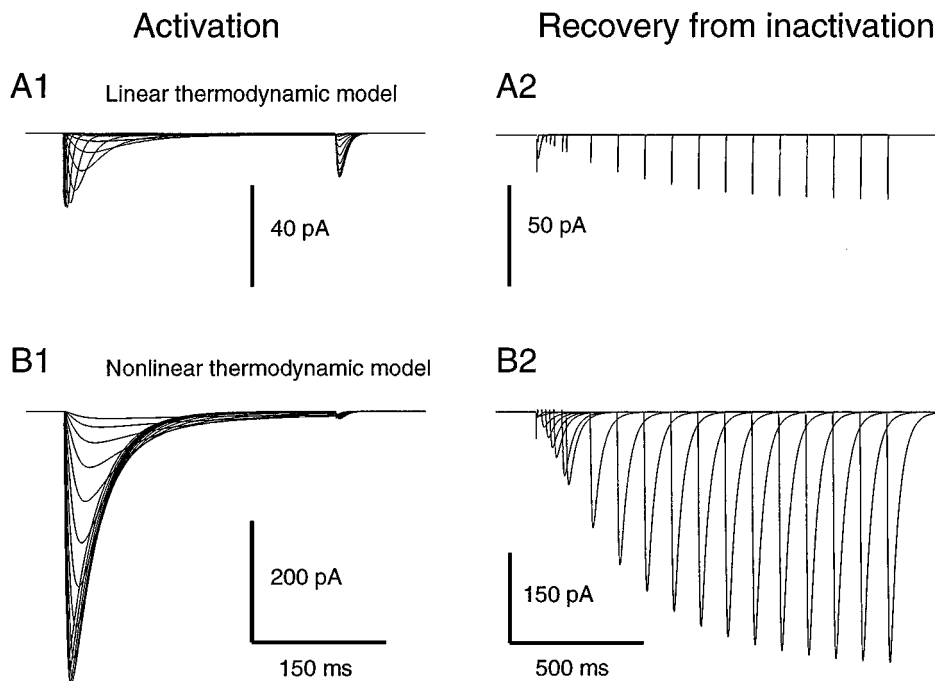 Activation
Recovery from inactivation
A1
Linear thermodynamic model
A2
40 pA
50 pA
B1
Nonlinear thermodynamic model
B2
200 pA
150 pA
150 ms
500 ms